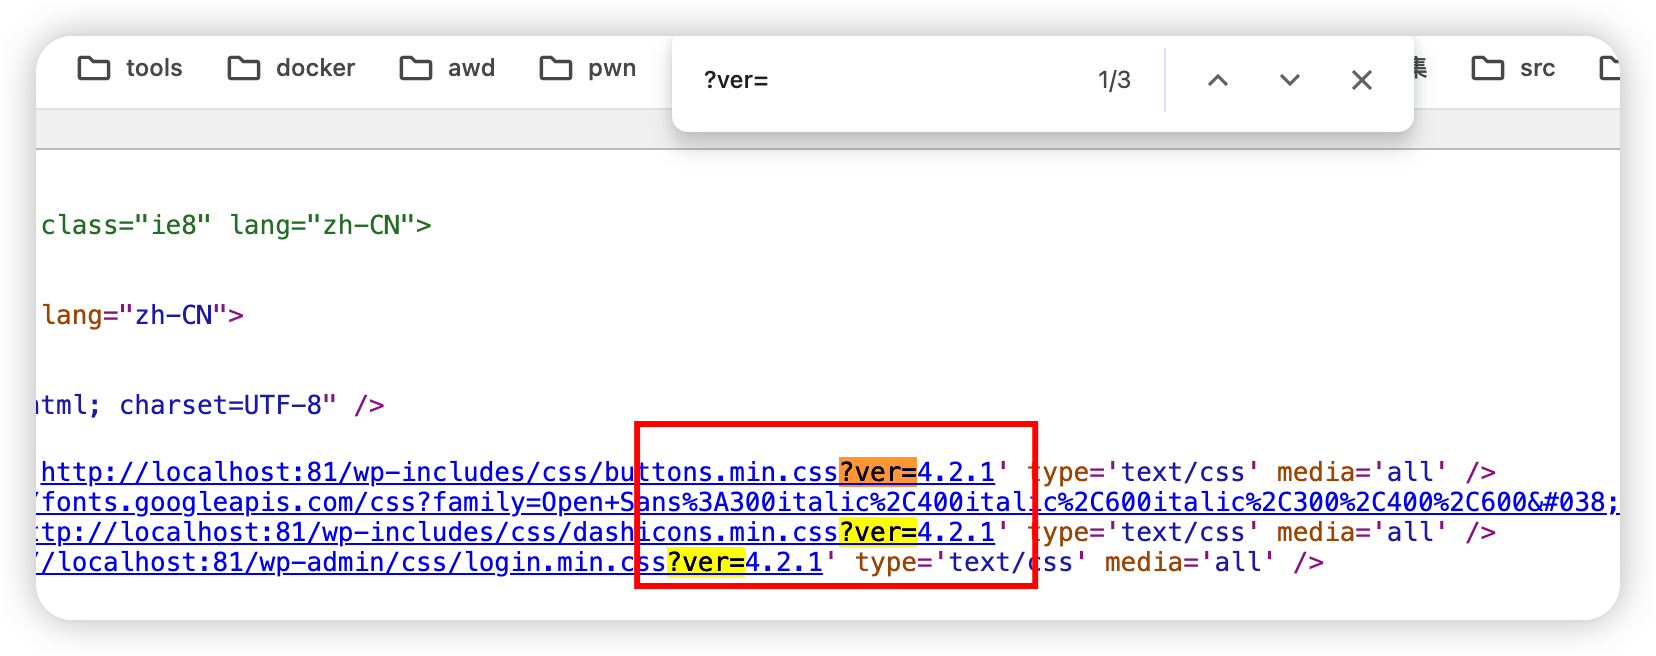 tools docker awd pwn 集 src
?ver= 1/3
class="ie8" lang="zh-CN">
lang="zh-CN">
html; charset=UTF-8" />
http://localhost:81/wp-includes/css/buttons.min.css?ver=4.2.1' type='text/css' media='all' />
/fonts.googleapis.com/css?family=Open+Sans%3A300italic%2C400italic%2C600italic%2C300%2C400%2C600&#038;
ttp://localhost:81/wp-includes/css/dashicons.min.css?ver=4.2.1' type='text/css' media='all' />
//localhost:81/wp-admin/css/login.min.css?ver=4.2.1' type='text/css' media='all' />